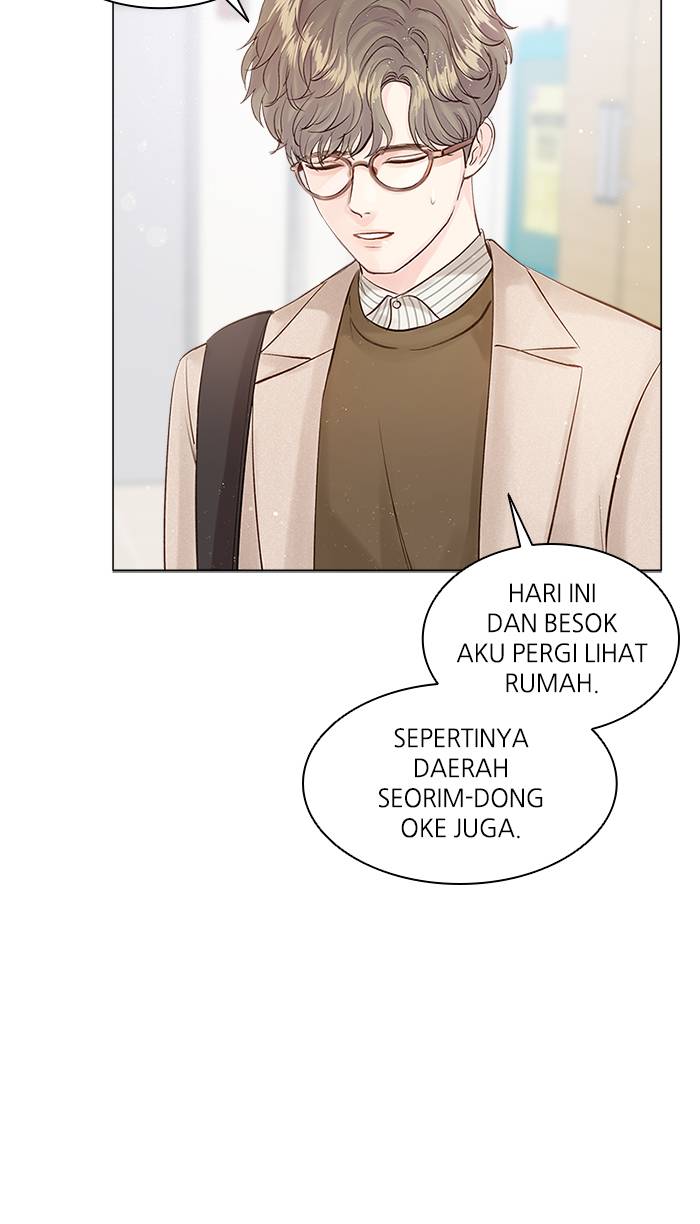 HARI INI
DAN BESOK
AKU PERGI LIHAT
RUMAH.
SEPERTINYA
DAERAH
SEORIM-DONG
OKE JUGA.